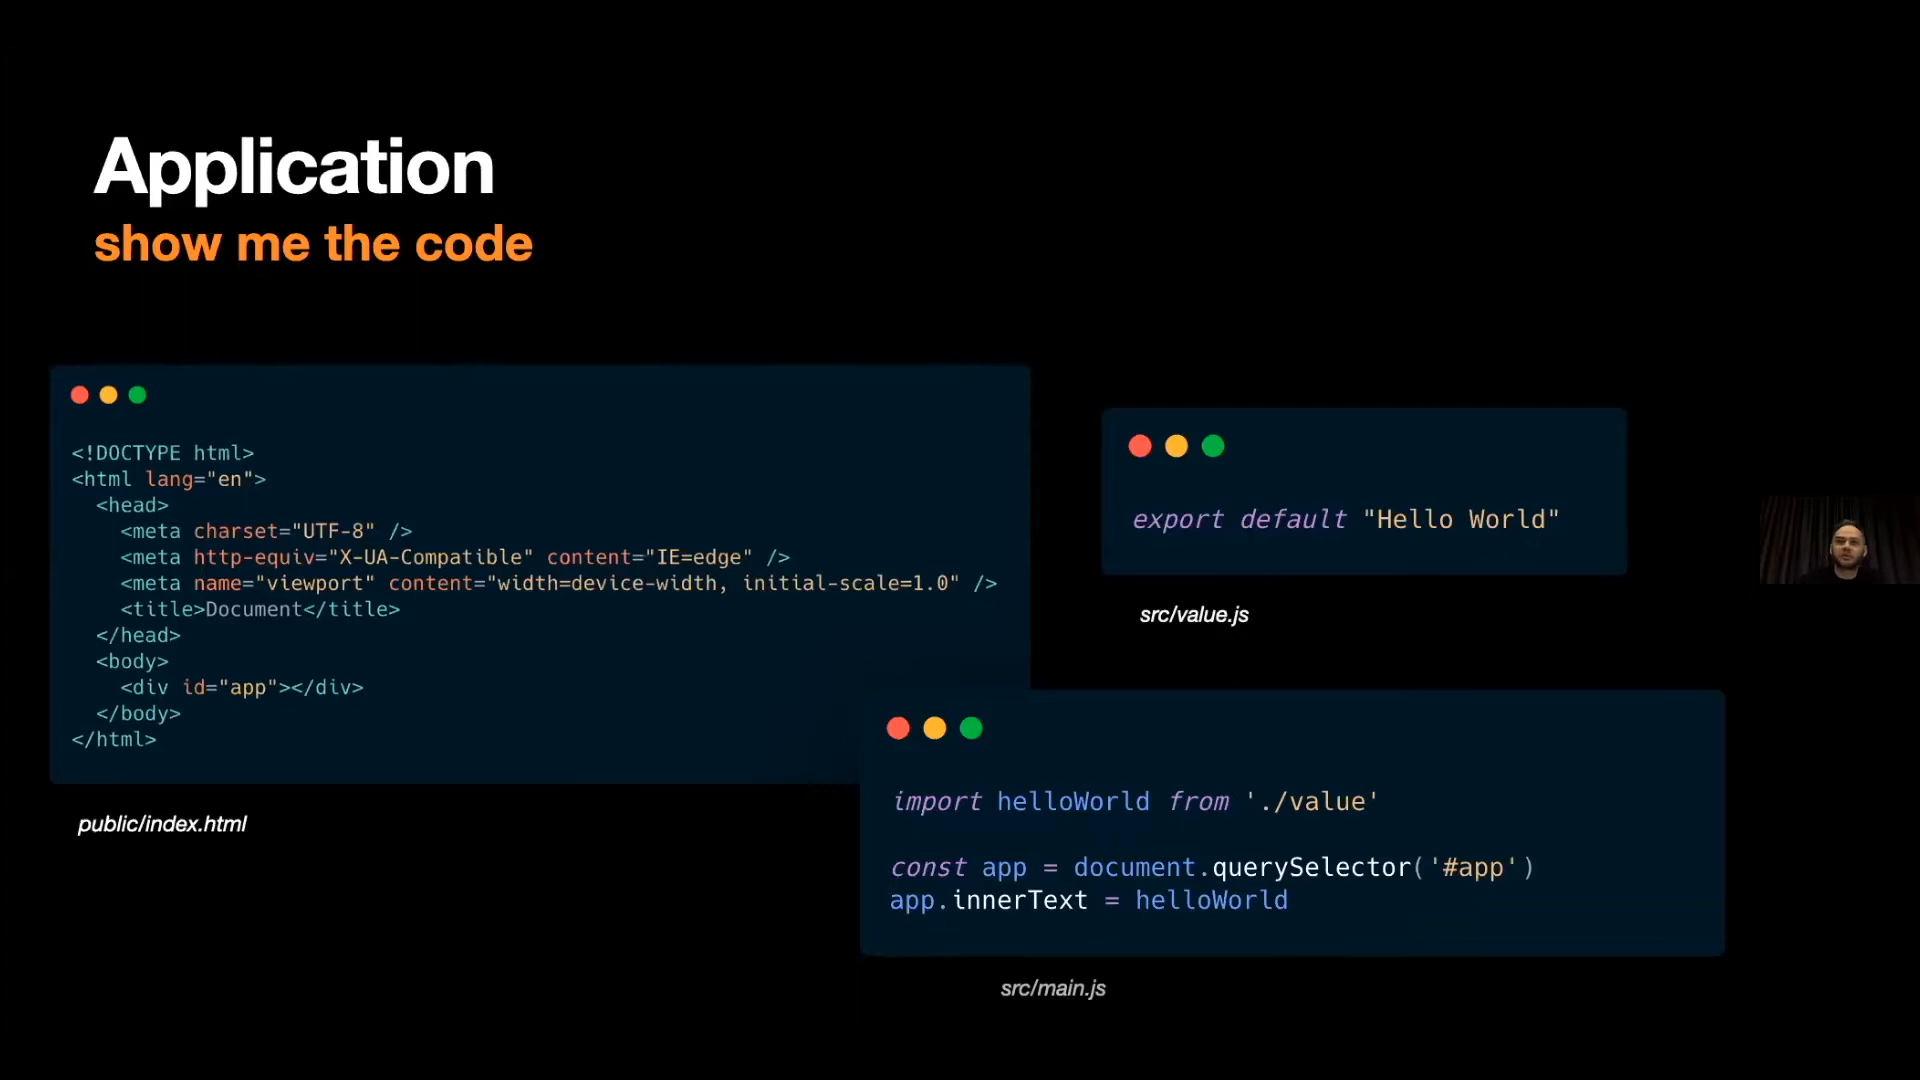 Application
show me the code
<!DOCTYPE html>
<html lang="en">
  <head>
    <meta charset="UTF-8" />
    <meta http-equiv="X-UA-Compatible" content="IE=edge" />
    <meta name="viewport" content="width=device-width, initial-scale=1.0" />
    <title>Document</title>
  </head>
  <body>
    <div id="app"></div>
  </body>
</html>
public/index.html
export default "Hello World"
src/value.js
import helloWorld from './value'
const app = document.querySelector('#app')
app.innerText = helloWorld
src/main.js